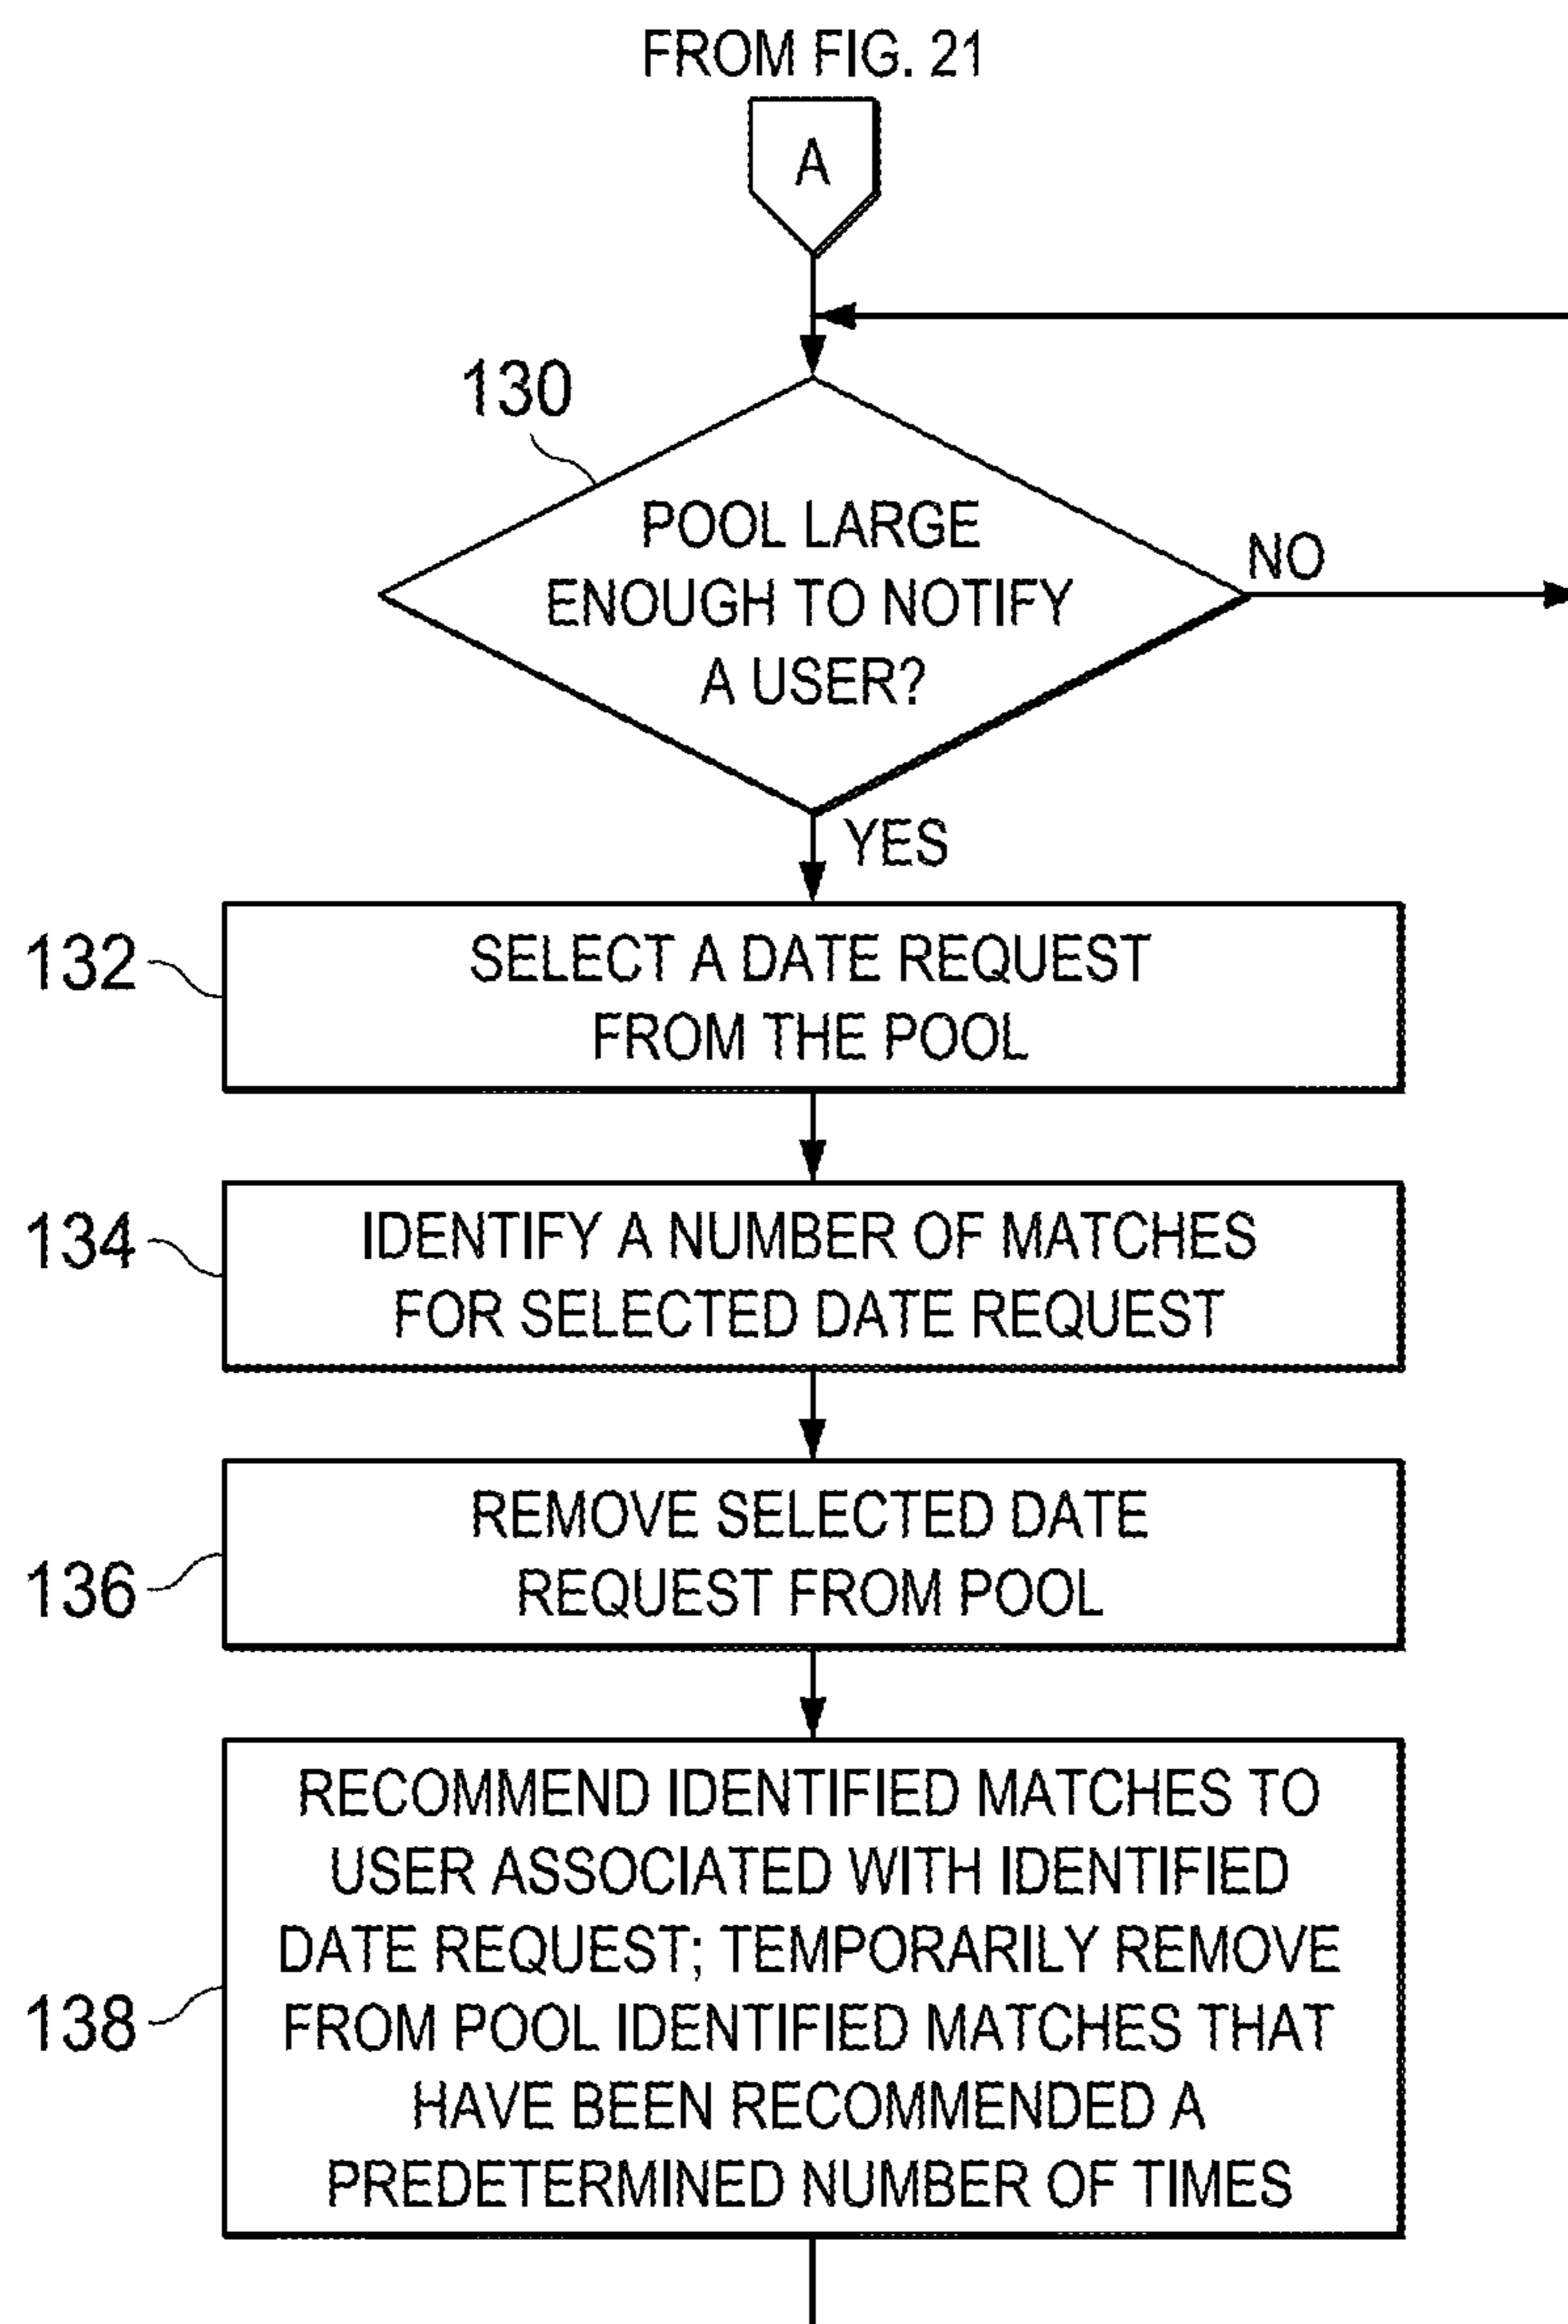 FROM FIG. 21
A
130
POOL LARGE
ENOUGH TO NOTIFY
A USER?
NO
YES
132
SELECT A DATE REQUEST
FROM THE POOL
134
IDENTIFY A NUMBER OF MATCHES
FOR SELECTED DATE REQUEST
136
REMOVE SELECTED DATE
REQUEST FROM POOL
138
RECOMMEND IDENTIFIED MATCHES TO
USER ASSOCIATED WITH IDENTIFIED
DATE REQUEST; TEMPORARILY REMOVE
FROM POOL IDENTIFIED MATCHES THAT
HAVE BEEN RECOMMENDED A
PREDETERMINED NUMBER OF TIMES